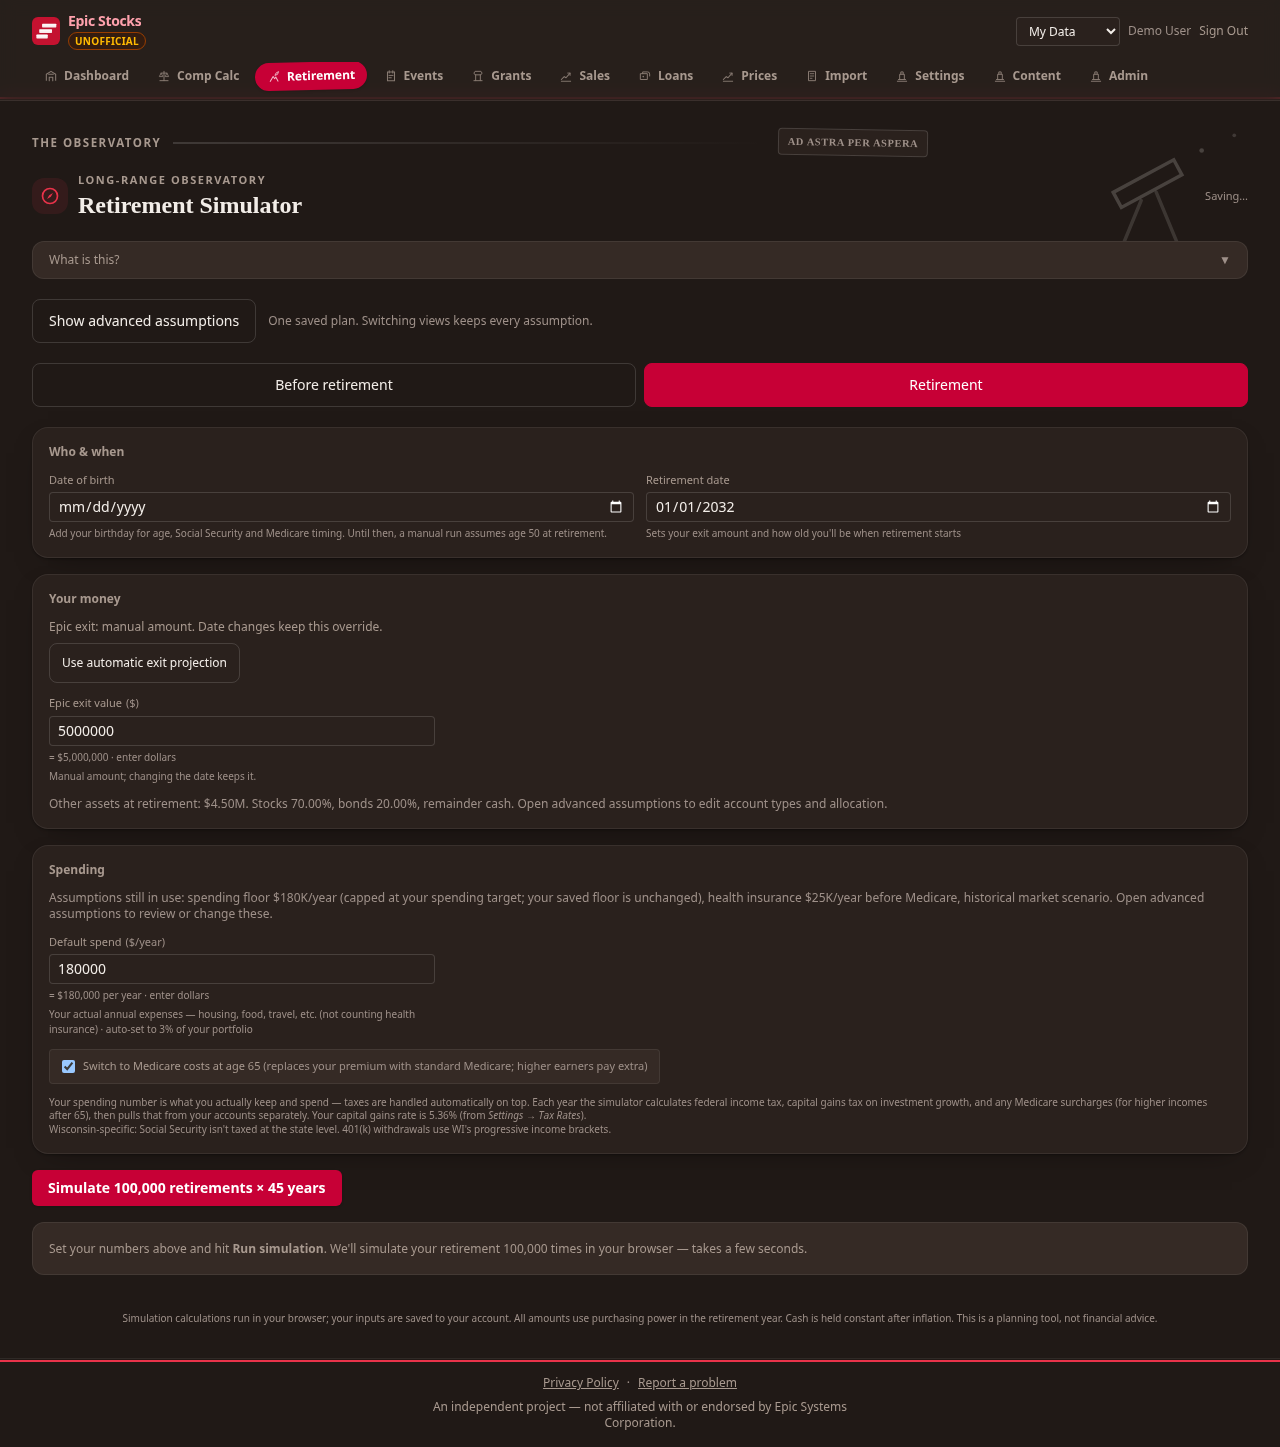 Epic Stocks
UNOFFICIAL
My Data
Demo User
Sign Out
Dashboard
Comp Calc
Retirement
Events
Grants
Sales
Loans
Prices
Import
Settings
Content
Admin
THE OBSERVATORY
AD ASTRA PER ASPERA
LONG-RANGE OBSERVATORY
Retirement Simulator
Saving...
What is this?
Show advanced assumptions
One saved plan. Switching views keeps every assumption.
Before retirement
Retirement
Who & when
Date of birth
mm/dd/yyyy
Add your birthday for age, Social Security and Medicare timing. Until then, a manual run assumes age 50 at retirement.
Retirement date
01/01/2032
Sets your exit amount and how old you'll be when retirement starts
Your money
Epic exit: manual amount. Date changes keep this override.
Use automatic exit projection
Epic exit value ($)
5000000
= $5,000,000 · enter dollars
Manual amount; changing the date keeps it.
Other assets at retirement: $4.50M. Stocks 70.00%, bonds 20.00%, remainder cash. Open advanced assumptions to edit account types and allocation.
Spending
Assumptions still in use: spending floor $180K/year (capped at your spending target; your saved floor is unchanged), health insurance $25K/year before Medicare, historical market scenario. Open advanced
assumptions to review or change these.
Default spend ($/year)
180000
= $180,000 per year · enter dollars
Your actual annual expenses — housing, food, travel, etc. (not counting health
insurance) · auto-set to 3% of your portfolio
Switch to Medicare costs at age 65 (replaces your premium with standard Medicare; higher earners pay extra)
Your spending number is what you actually keep and spend — taxes are handled automatically on top. Each year the simulator calculates federal income tax, capital gains tax on investment growth, and any Medicare surcharges (for higher incomes
after 65), then pulls that from your accounts separately. Your capital gains rate is 5.36% (from Settings → Tax Rates).
Wisconsin-specific: Social Security isn't taxed at the state level. 401(k) withdrawals use WI's progressive income brackets.
Simulate 100,000 retirements × 45 years
Set your numbers above and hit Run simulation. We'll simulate your retirement 100,000 times in your browser — takes a few seconds.
Simulation calculations run in your browser; your inputs are saved to your account. All amounts use purchasing power in the retirement year. Cash is held constant after inflation. This is a planning tool, not financial advice.
Privacy Policy · Report a problem
An independent project — not affiliated with or endorsed by Epic Systems
Corporation.